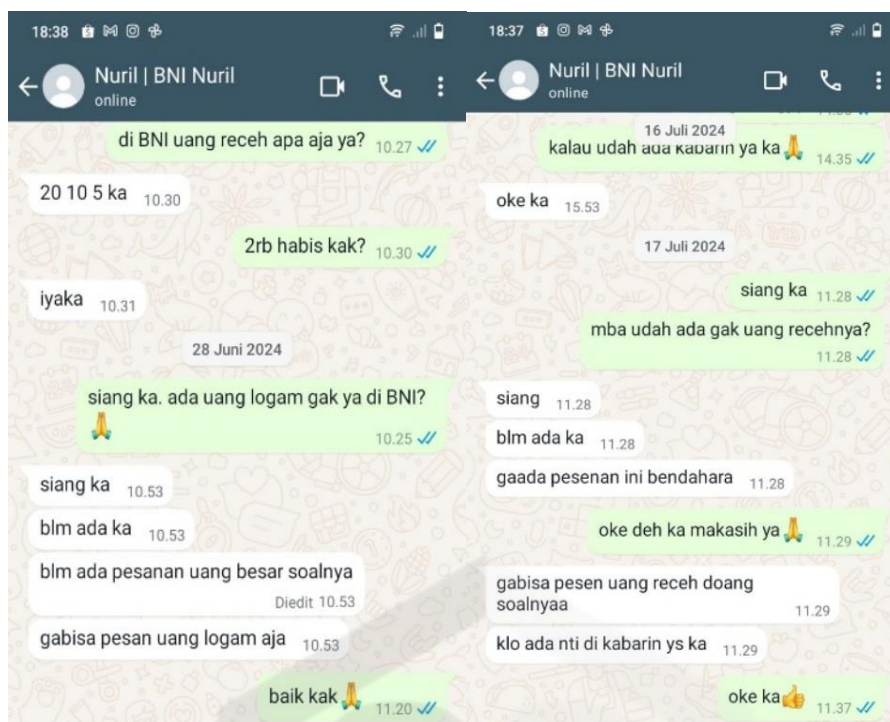 18:38
Nuril | BNI Nuril
online
di BNI uang receh apa aja ya?
10.27
20 10 5 ka
10.30
2rb habis kak?
10.30
iyaka
10.31
28 Juni 2024
siang ka. ada uang logam gak ya di BNI?
🙏
10.25
siang ka
10.53
blm ada ka
10.53
blm ada pesanan uang besar soalnya
Diedit 10.53
gabisa pesan uang logam aja
10.53
baik kak🙏
11.20
18:37
Nuril | BNI Nuril
online
16 Juli 2024
kalau udah ada kabarin ya ka🙏
14.35
oke ka
15.53
17 Juli 2024
siang ka
11.28
mba udah ada gak uang recehnya?
11.28
siang
11.28
blm ada ka
11.28
gaada pesenan ini bendahara
11.28
oke deh ka makasih ya🙏
11.29
gabisa pesen uang receh doang
soalnyaa
11.29
klo ada nti di kabarin ys ka
11.29
oke ka👍
11.37